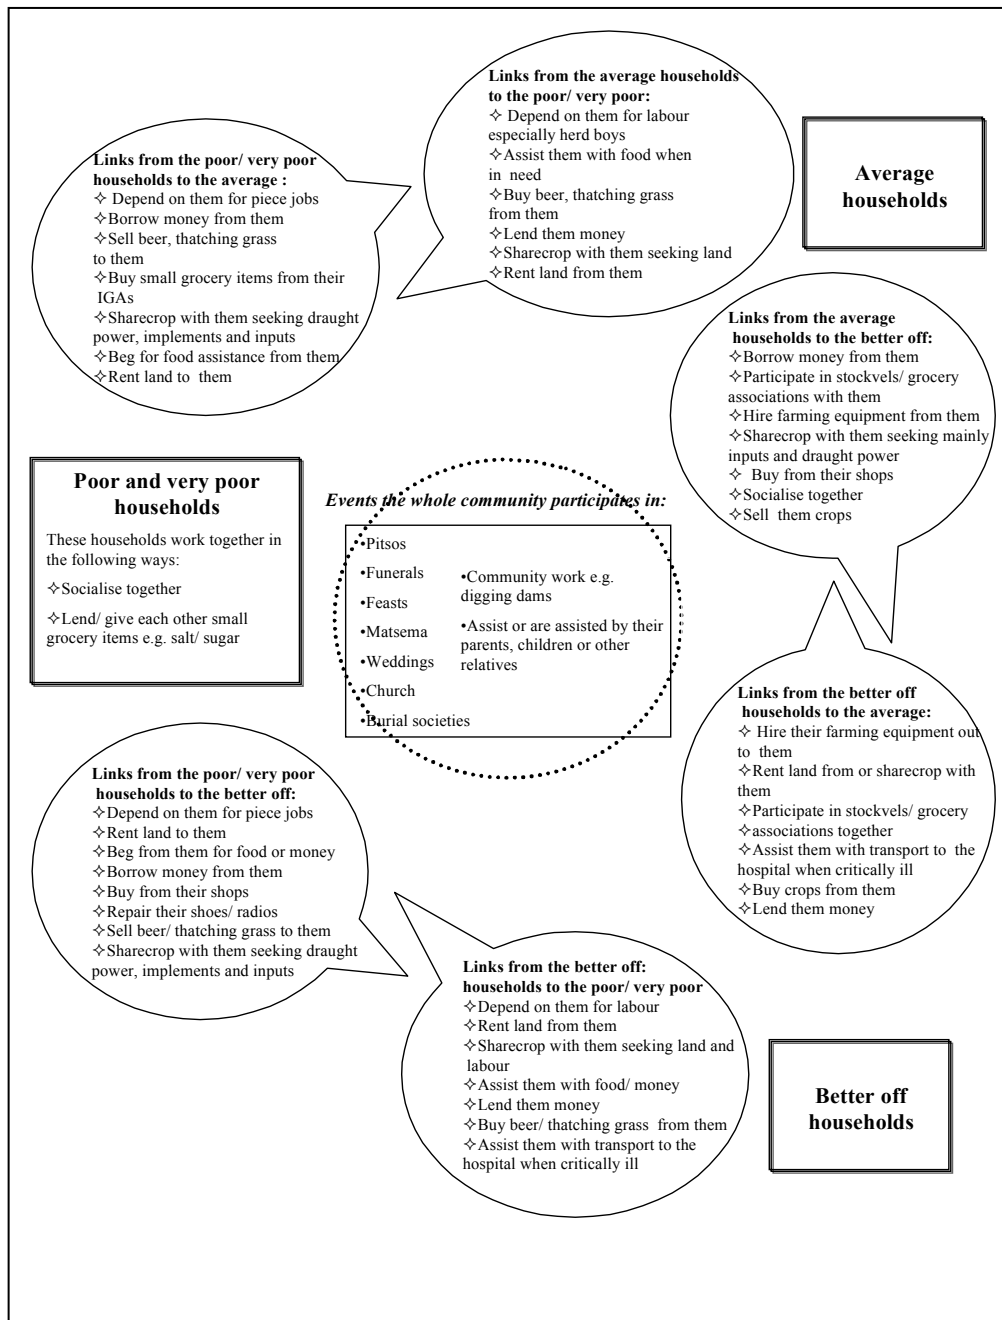 Links from the average households
to the poor/ very poor:
✧ Depend on them for labour
especially herd boys
✧Assist them with food when
in need
✧Buy beer, thatching grass
from them
✧Lend them money
✧Sharecrop with them seeking land
✧Rent land from them
Average
households
Links from the poor/ very poor
households to the average :
✧ Depend on them for piece jobs
✧Borrow money from them
✧Sell beer, thatching grass
to them
✧Buy small grocery items from their
IGAs
✧Sharecrop with them seeking draught
power, implements and inputs
✧Beg for food assistance from them
✧Rent land to them
Links from the average
households to the better off:
✧Borrow money from them
✧Participate in stockvels/ grocery
associations with them
✧Hire farming equipment from them
✧Sharecrop with them seeking mainly
inputs and draught power
✧ Buy from their shops
✧Socialise together
✧Sell them crops
Poor and very poor
households
These households work together in
the following ways:
✧Socialise together
✧Lend/ give each other small
grocery items e.g. salt/ sugar
Events the whole community participates in:
•Pitsos
•Funerals
•Feasts
•Matsema
•Weddings
•Church
•Burial societies
•Community work e.g.
digging dams
•Assist or are assisted by their
parents, children or other
relatives
Links from the better off
households to the average:
✧ Hire their farming equipment out
to them
✧Rent land from or sharecrop with
them
✧Participate in stockvels/ grocery
✧associations together
✧Assist them with transport to the
hospital when critically ill
✧Buy crops from them
✧Lend them money
Links from the poor/ very poor
households to the better off:
✧Depend on them for piece jobs
✧Rent land to them
✧Beg from them for food or money
✧Borrow money from them
✧Buy from their shops
✧Repair their shoes/ radios
✧Sell beer/ thatching grass to them
✧Sharecrop with them seeking draught
power, implements and inputs
Links from the better off:
households to the poor/ very poor
✧Depend on them for labour
✧Rent land from them
✧Sharecrop with them seeking land and
labour
✧Assist them with food/ money
✧Lend them money
✧Buy beer/ thatching grass from them
✧Assist them with transport to the
hospital when critically ill
Better off
households